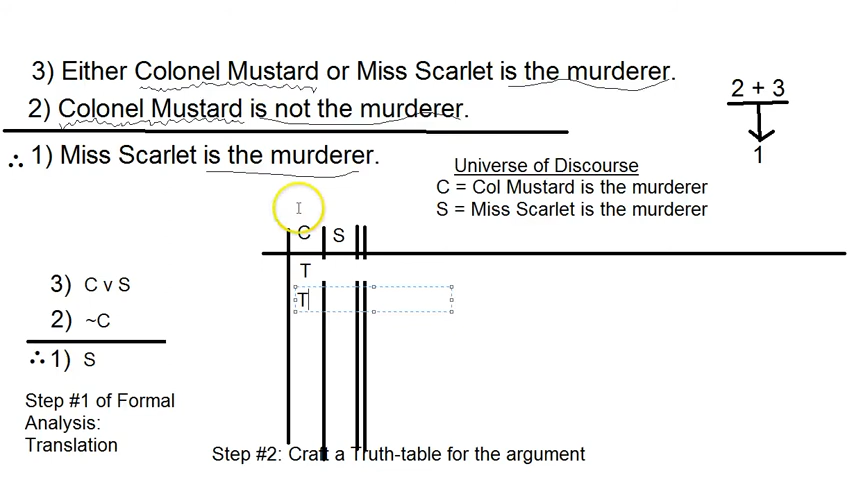 3) Either Colonel Mustard or Miss Scarlet is the murderer.
2) Colonel Mustard is not the murderer.
∴ 1) Miss Scarlet is the murderer.
2 + 3
1
Universe of Discourse
C = Col Mustard is the murderer
S = Miss Scarlet is the murderer
C S
T
T
3) C v S
2) ~C
∴ 1) S
Step #1 of Formal
Analysis:
Translation
Step #2: Craft a Truth-table for the argument